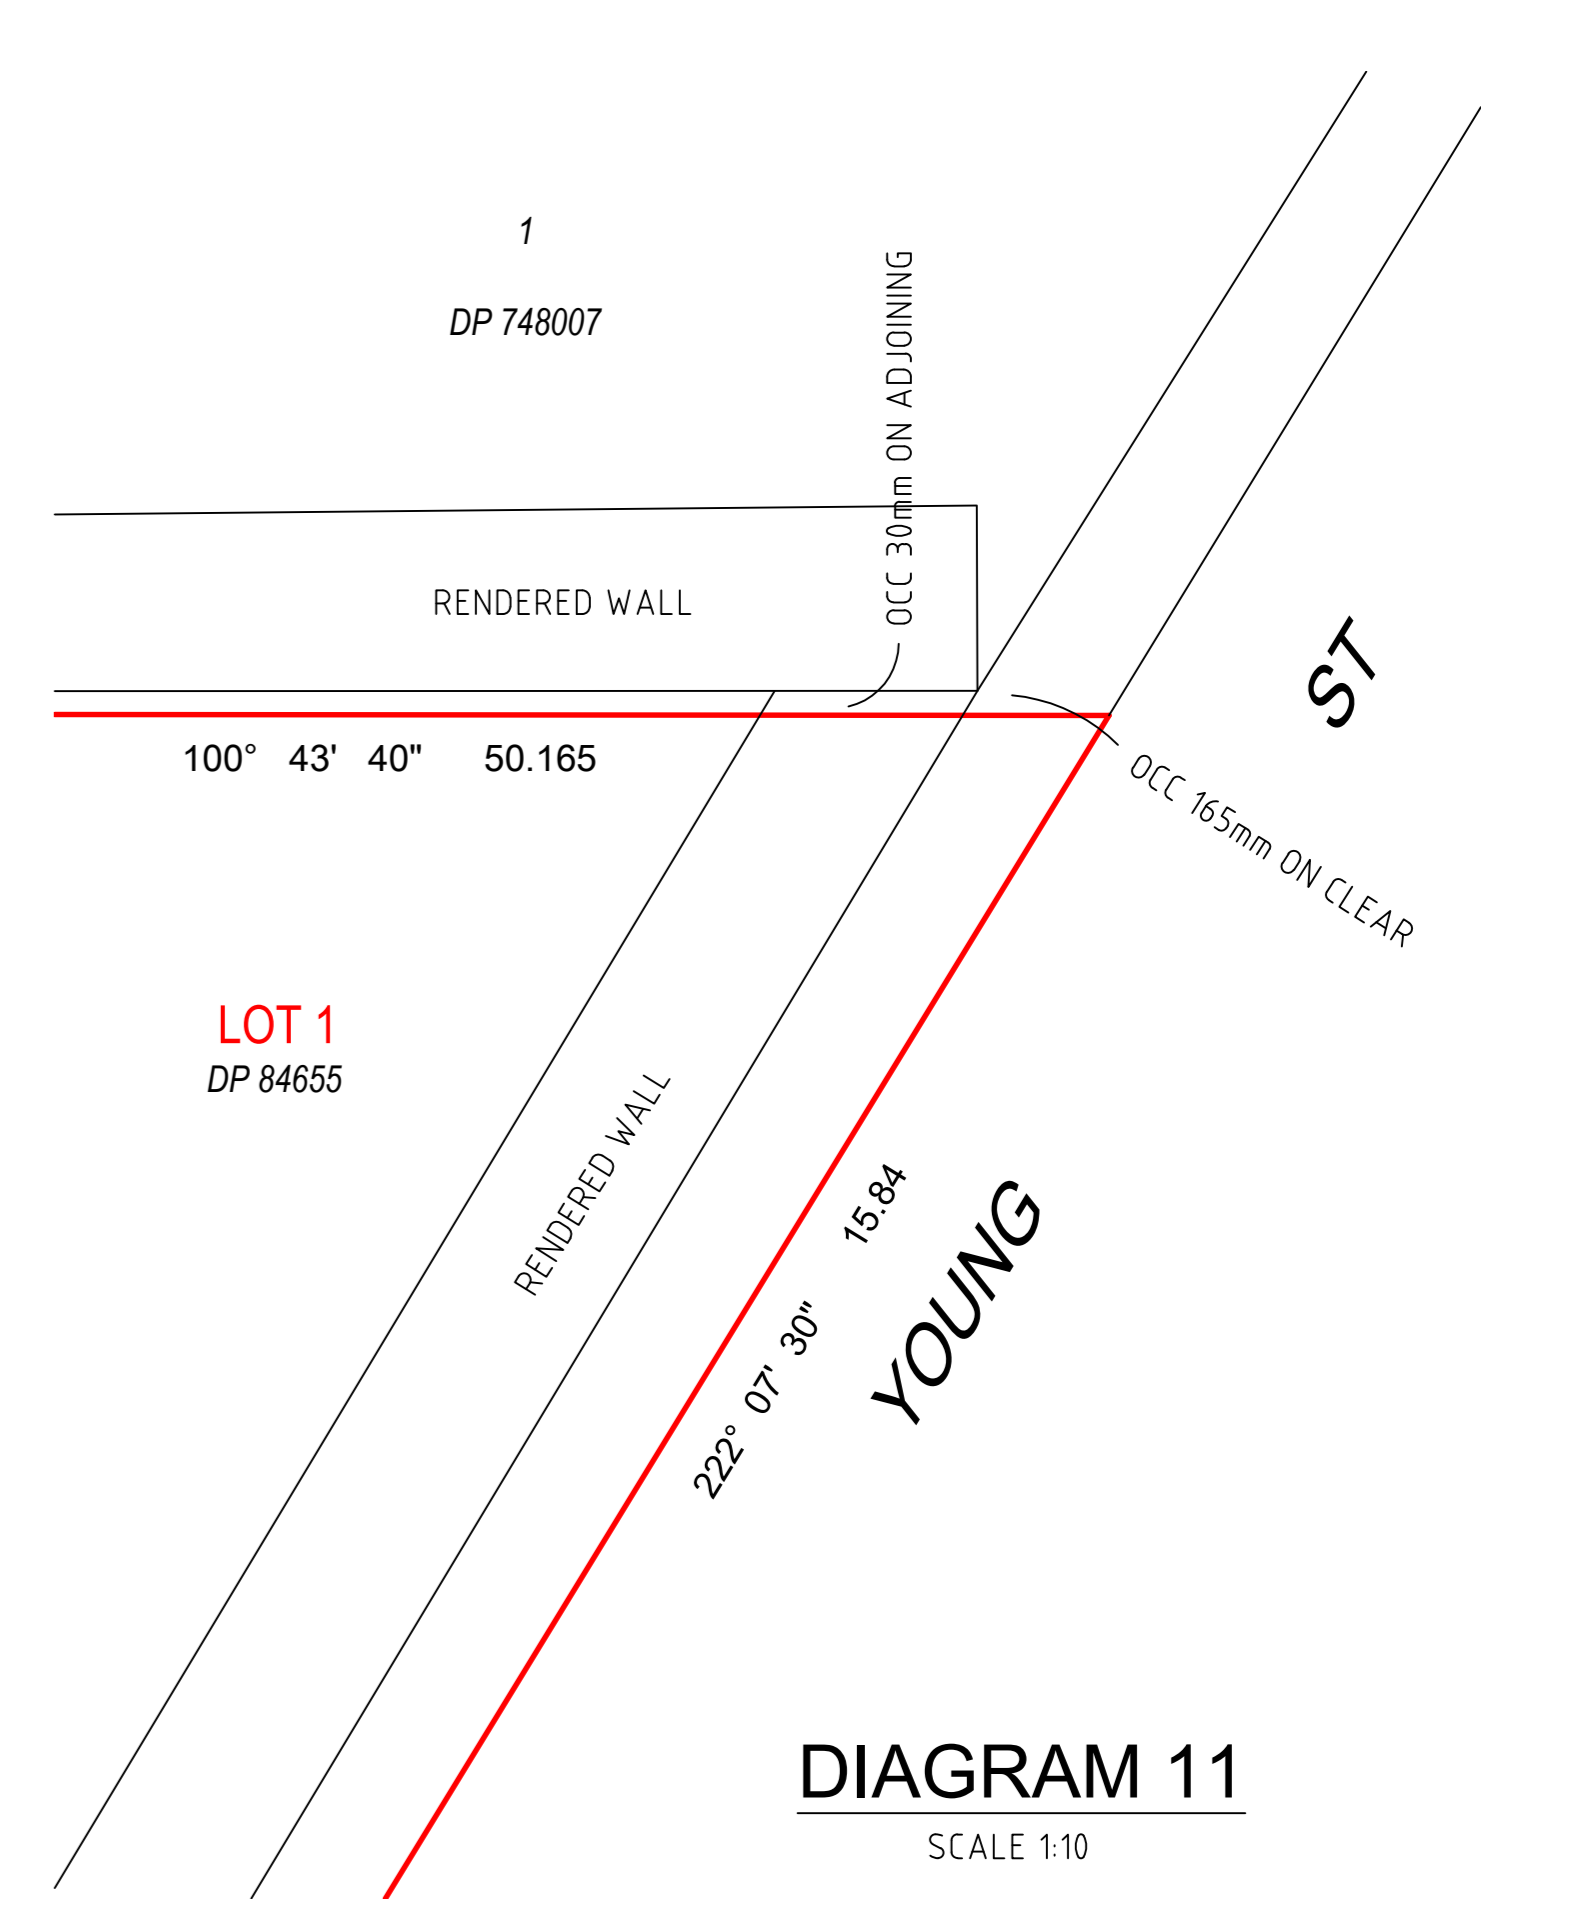 1
DP 748007
OCC 30mm ON ADJOINING
RENDERED WALL
ST
100° 43' 40" 50.165
OCC 165mm ON CLEAR
LOT 1
DP 84655
RENDERED WALL
222° 07' 30" 15.84
YOUNG
DIAGRAM 11
SCALE 1:10